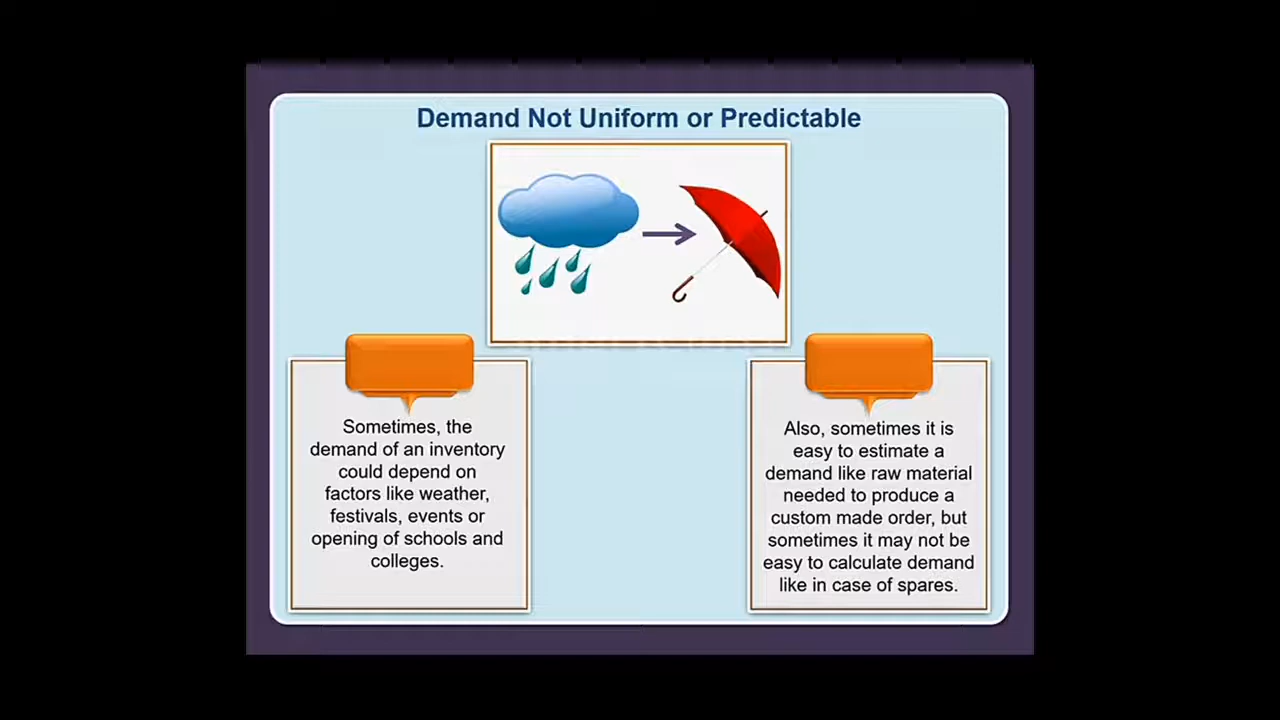 Demand Not Uniform or Predictable
Sometimes, the
demand of an inventory
could depend on
factors like weather,
festivals, events or
opening of schools and
colleges.
Also, sometimes it is
easy to estimate a
demand like raw material
needed to produce a
custom made order, but
sometimes it may not be
easy to calculate demand
like in case of spares.